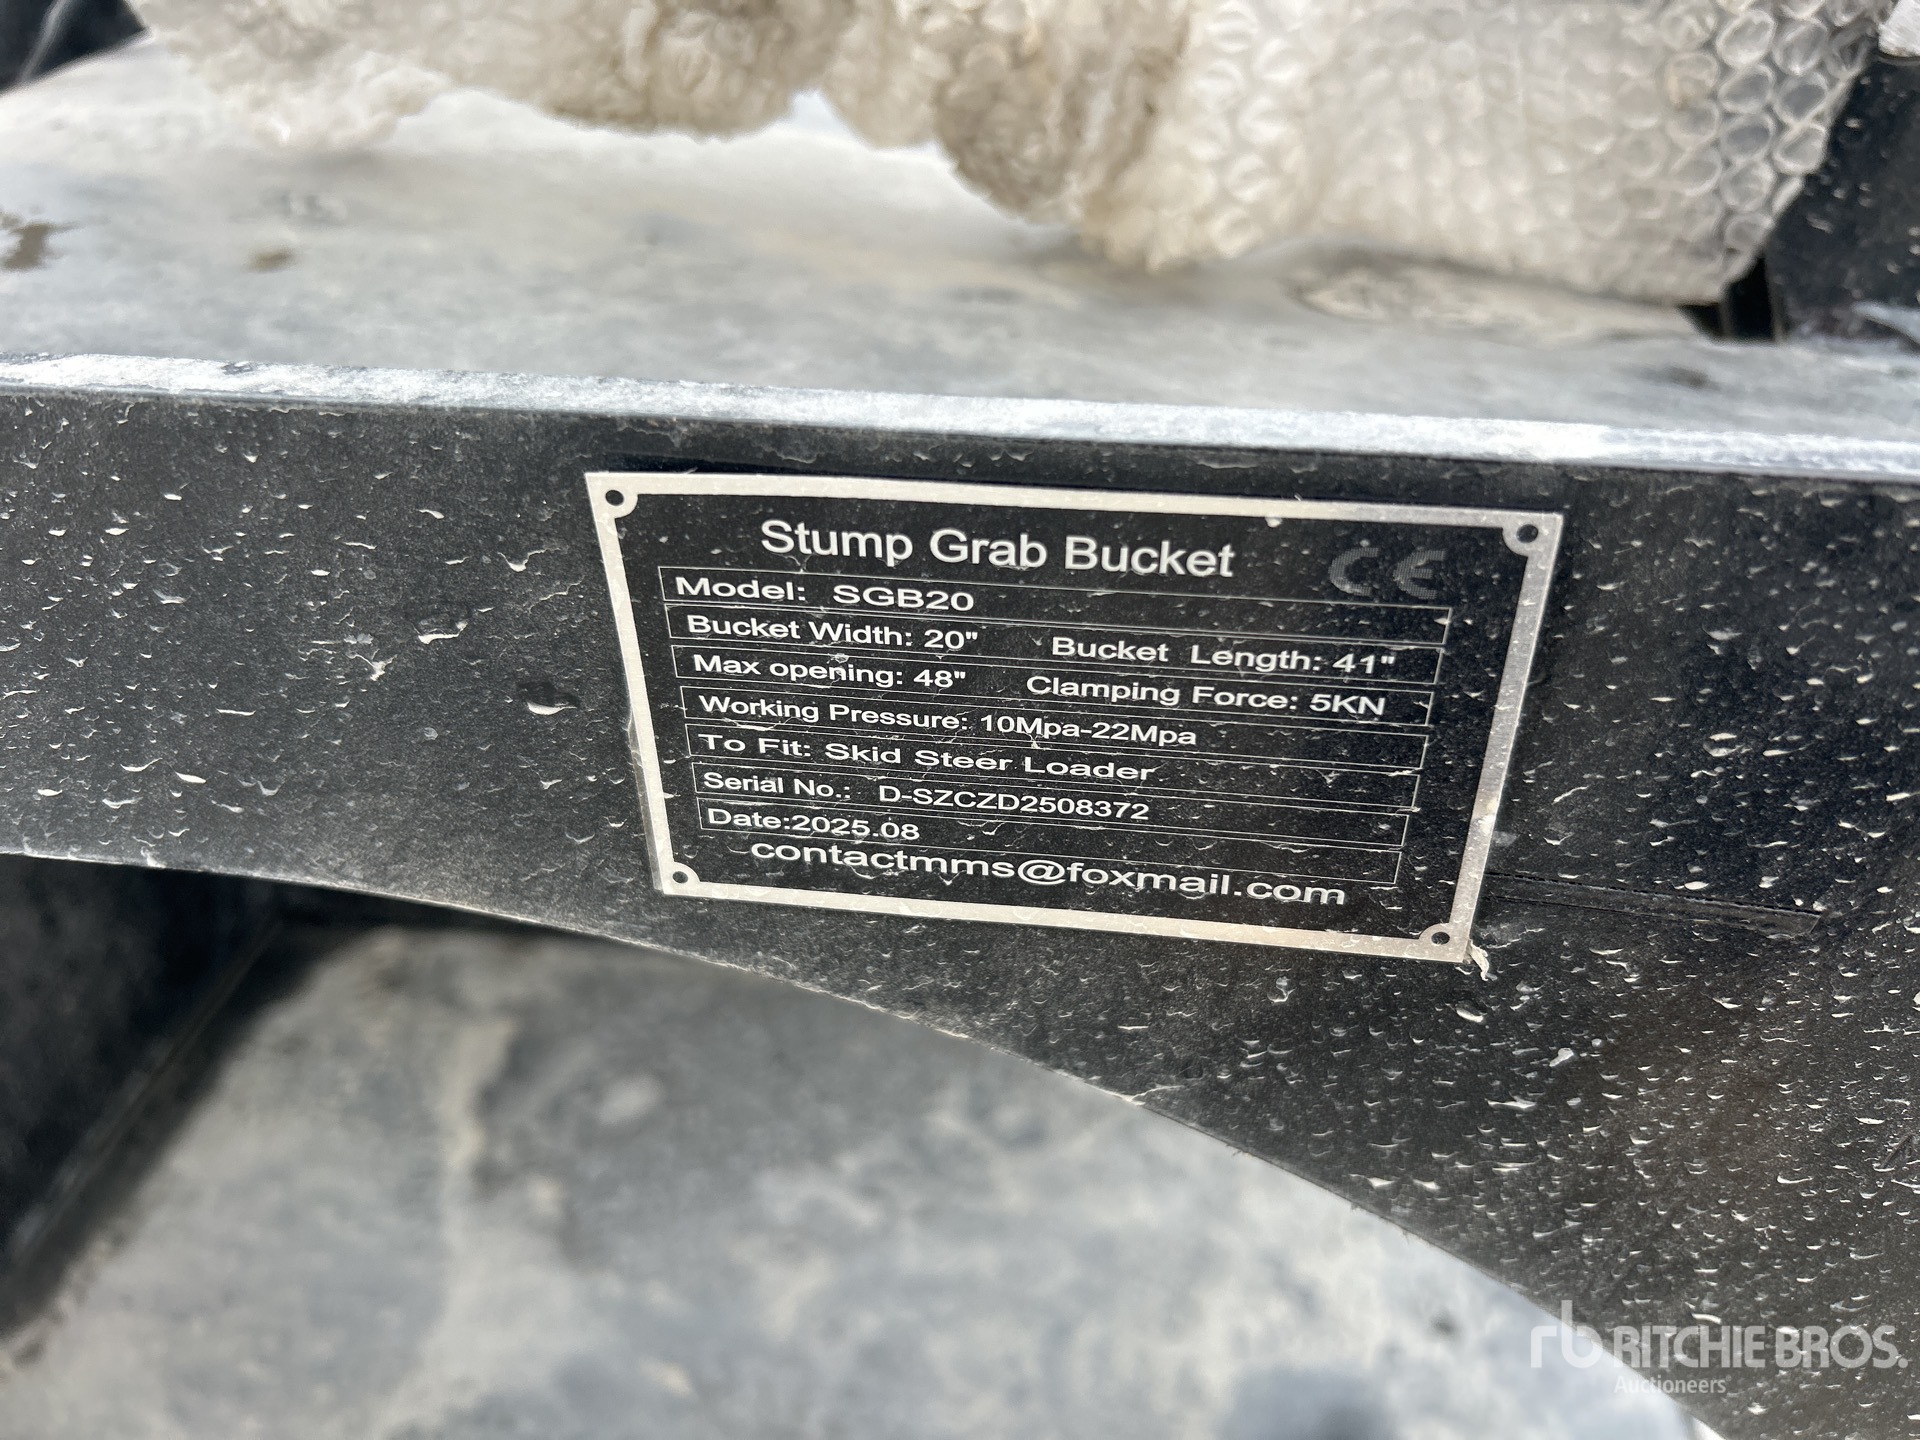 Stump Grab Bucket CE
Model: SGB20
Bucket Width: 20" Bucket Length: 41"
Max opening: 48" Clamping Force: 5KN
Working Pressure: 10Mpa-22Mpa
To Fit: Skid Steer Loader
Serial No.: D-SZCZD2508372
Date:2025.08
contactmms@foxmail.com
rb RITCHIE BROS.
Auctioneers